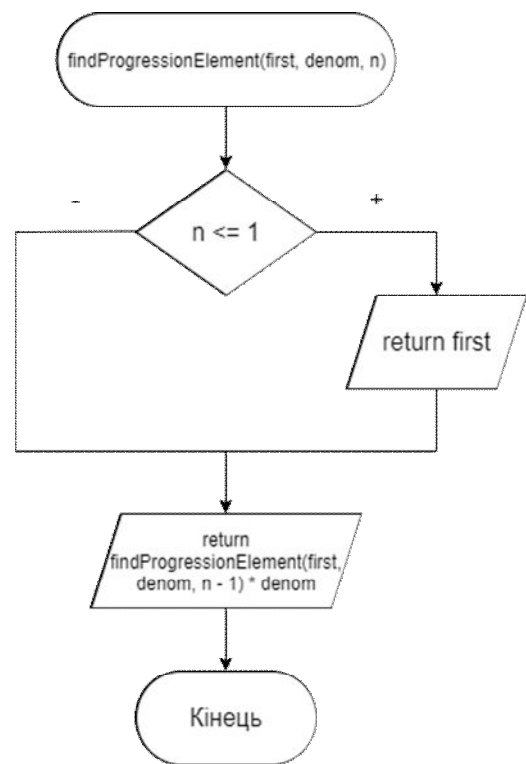 findProgressionElement(first, denom, n)
-
+
n <= 1
return first
return
findProgressionElement(first,
denom, n - 1) * denom
Кінець